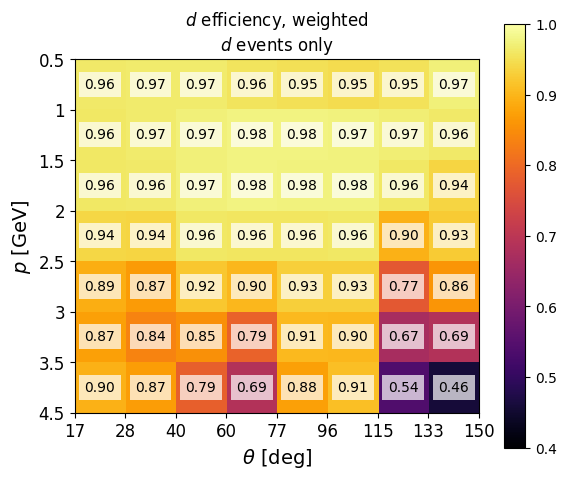 d efficiency, weighted
d events only
p [GeV]
0.5
1
1.5
2
2.5
3
3.5
4.5
0.96 0.97 0.97 0.96 0.95 0.95 0.95 0.97
0.96 0.97 0.97 0.98 0.98 0.97 0.97 0.96
0.96 0.96 0.97 0.98 0.98 0.98 0.96 0.94
0.94 0.94 0.96 0.96 0.96 0.96 0.90 0.93
0.89 0.87 0.92 0.90 0.93 0.93 0.77 0.86
0.87 0.84 0.85 0.79 0.91 0.90 0.67 0.69
0.90 0.87 0.79 0.69 0.88 0.91 0.54 0.46
17 28 40 60 77 96 115 133 150
θ [deg]
1.0
0.9
0.8
0.7
0.6
0.5
0.4